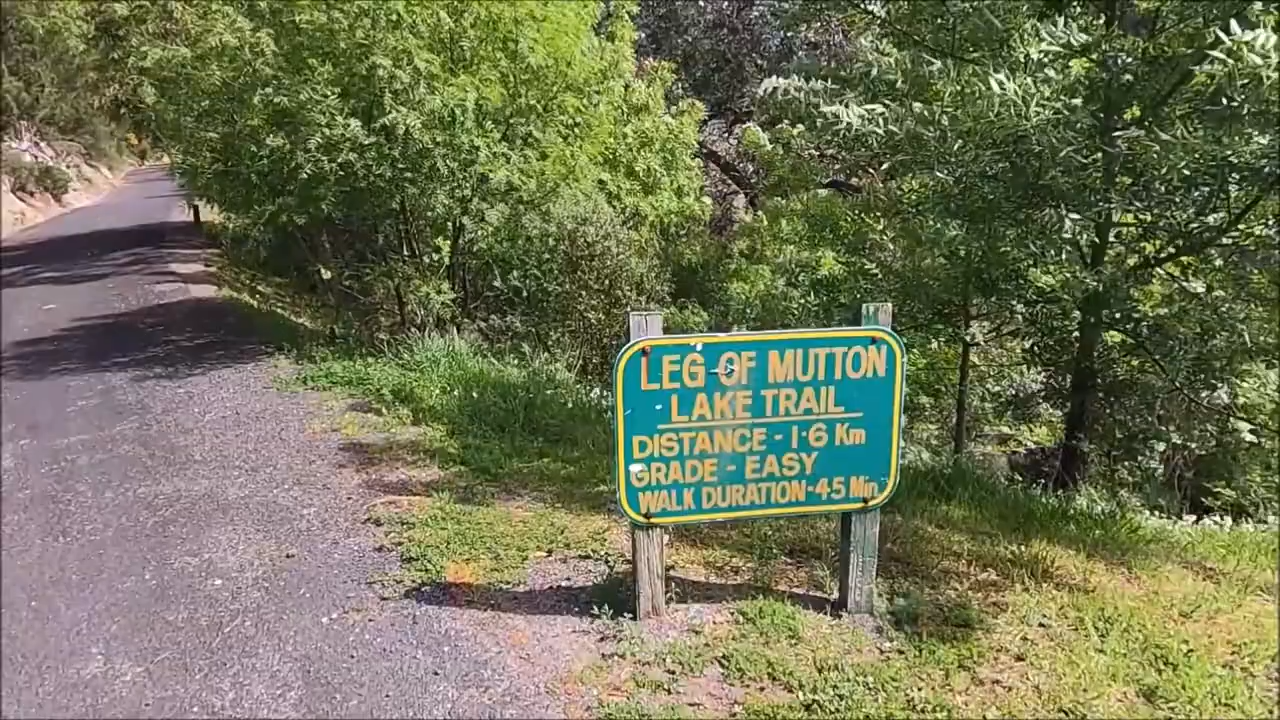 LEG OF MUTTON
LAKE TRAIL
DISTANCE - 1·6 Km
GRADE - EASY
WALK DURATION-45 Min